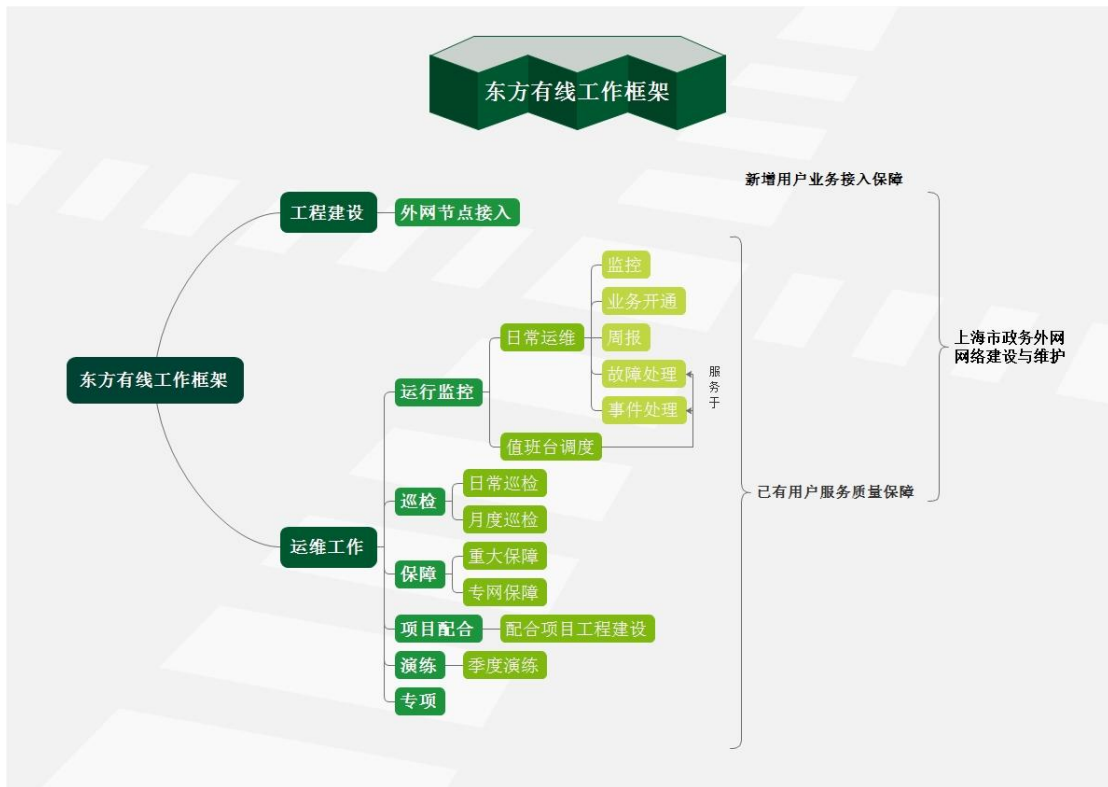 东方有线工作框架
新增用户业务接入保障
工程建设
外网节点接入
监控
业务开通
日常运维
周报
上海市政务外网
网络建设与维护
故障处理
服
务
于
东方有线工作框架
运行监控
事件处理
值班台调度
日常巡检
已有用户服务质量保障
巡检
月度巡检
运维工作
重大保障
保障
专网保障
项目配合
配合项目工程建设
演练
季度演练
专项